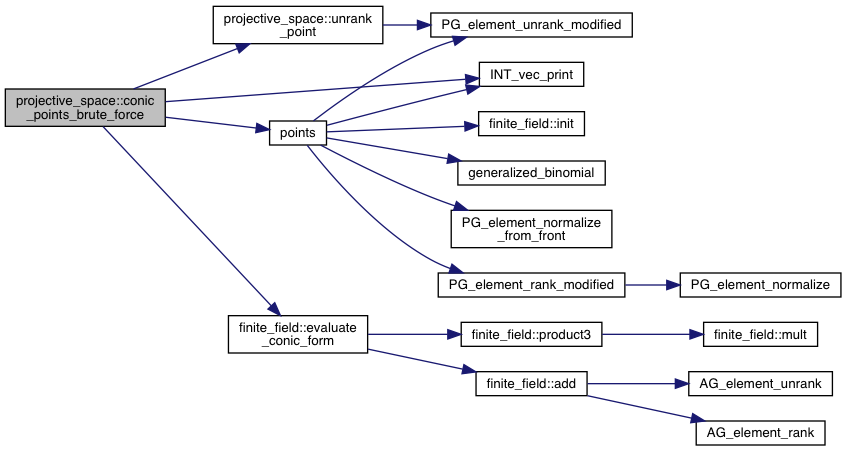 projective_space::unrank
_point
PG_element_unrank_modified
INT_vec_print
projective_space::conic
_points_brute_force
points
finite_field::init
generalized_binomial
PG_element_normalize
_from_front
PG_element_rank_modified
PG_element_normalize
finite_field::evaluate
_conic_form
finite_field::product3
finite_field::mult
finite_field::add
AG_element_unrank
AG_element_rank